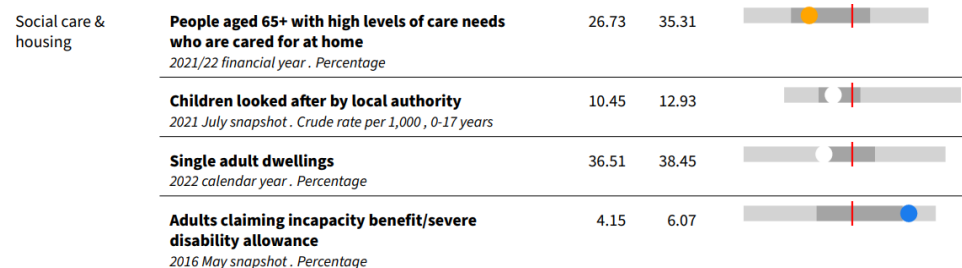 Social care &
housing
People aged 65+ with high levels of care needs 26.73 35.31
who are cared for at home
2021/22 financial year . Percentage
Children looked after by local authority 10.45 12.93
2021 July snapshot . Crude rate per 1,000 , 0-17 years
Single adult dwellings 36.51 38.45
2022 calendar year . Percentage
Adults claiming incapacity benefit/severe 4.15 6.07
disability allowance
2016 May snapshot . Percentage